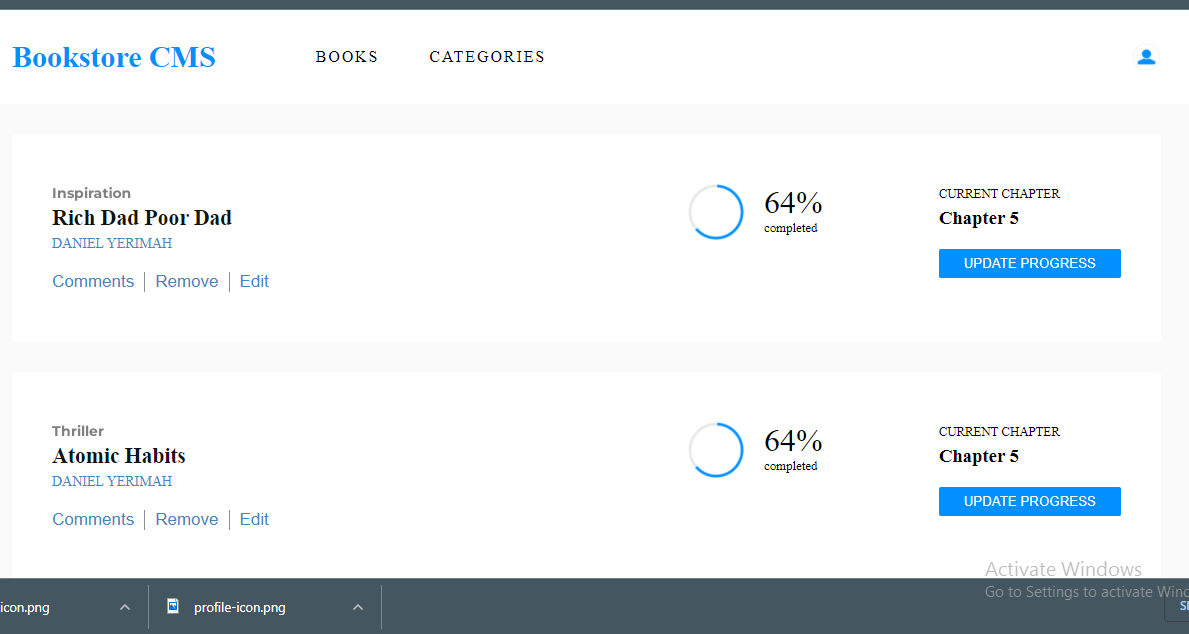 Bookstore CMS BOOKS CATEGORIES
Inspiration
Rich Dad Poor Dad
DANIEL YERIMAH
Comments Remove Edit
64%
completed
CURRENT CHAPTER
Chapter 5
UPDATE PROGRESS
Thriller
Atomic Habits
DANIEL YERIMAH
Comments Remove Edit
64%
completed
CURRENT CHAPTER
Chapter 5
UPDATE PROGRESS
Activate Windows
Go to Settings to activate
icon.png profile-icon.png